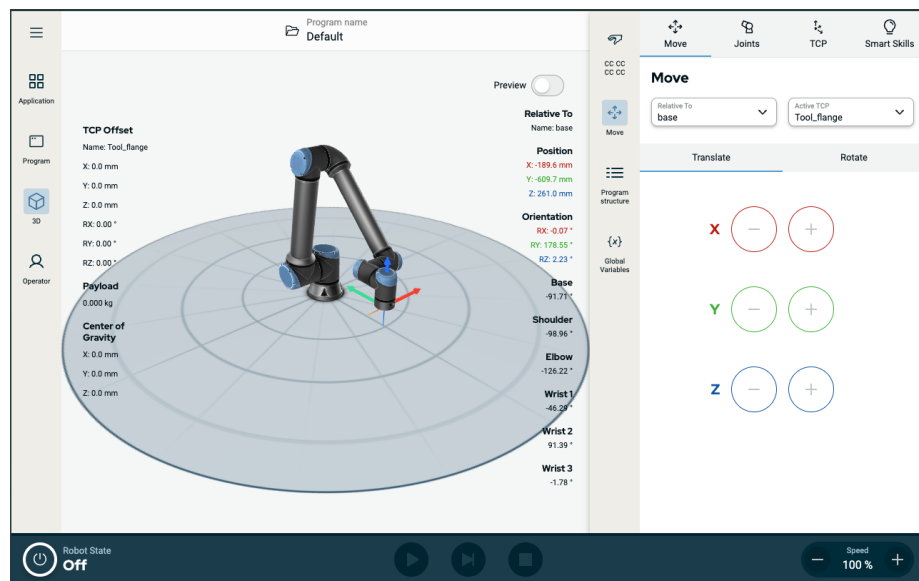 Program name
Default
Application
Program
3D
Operator
Preview
TCP Offset
Name: Tool_flange
X: 0.0 mm
Y: 0.0 mm
Z: 0.0 mm
RX: 0.00 °
RY: 0.00 °
RZ: 0.00 °
Payload
0.000 kg
Center of
Gravity
X: 0.0 mm
Y: 0.0 mm
Z: 0.0 mm
Relative To
Name: base
Position
X: -189.6 mm
Y: -609.7 mm
Z: 261.0 mm
Orientation
RX: -0.07 °
RY: 178.55 °
RZ: 2.23 °
Base
-91.71 °
Shoulder
-98.96 °
Elbow
-126.22 °
Wrist 1
-46.29 °
Wrist 2
91.39 °
Wrist 3
-1.78 °
CC CC
CC CC
Move
Program
structure
{x}
Global
Variables
Move
Joints
TCP
Smart Skills
Move
Relative To
base
Active TCP
Tool_flange
Translate
Rotate
X
Y
Z
Robot State
Off
Speed
100 %